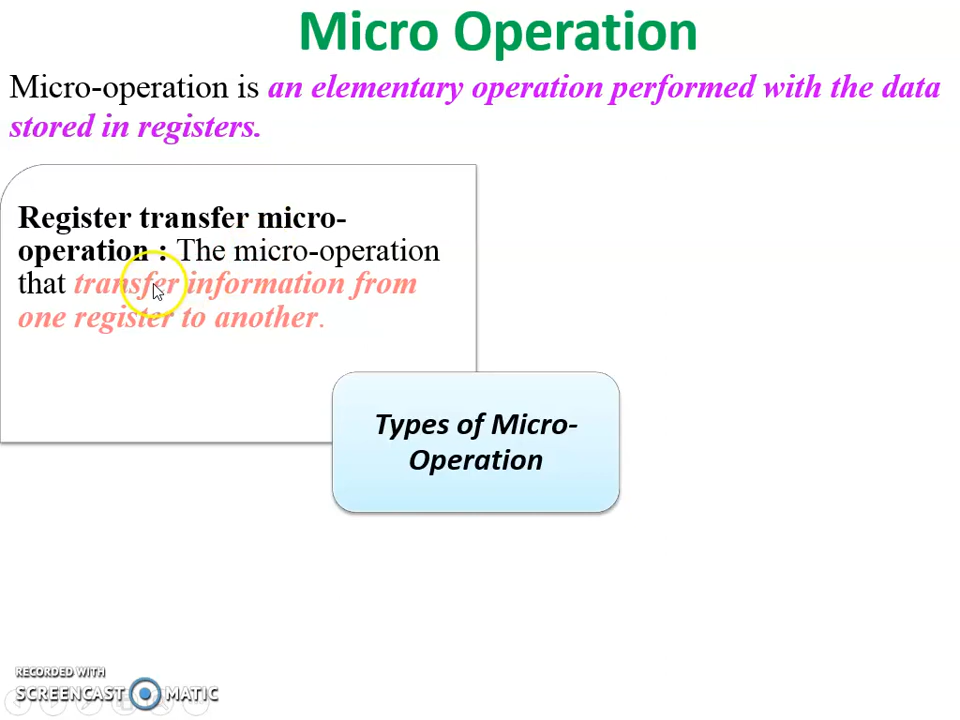 Micro Operation
Micro-operation is an elementary operation performed with the data
stored in registers.
Register transfer micro-
operation : The micro-operation
that transfer information from
one register to another.
Types of Micro-
Operation
RECORDED WITH
SCREENCAST MATIC